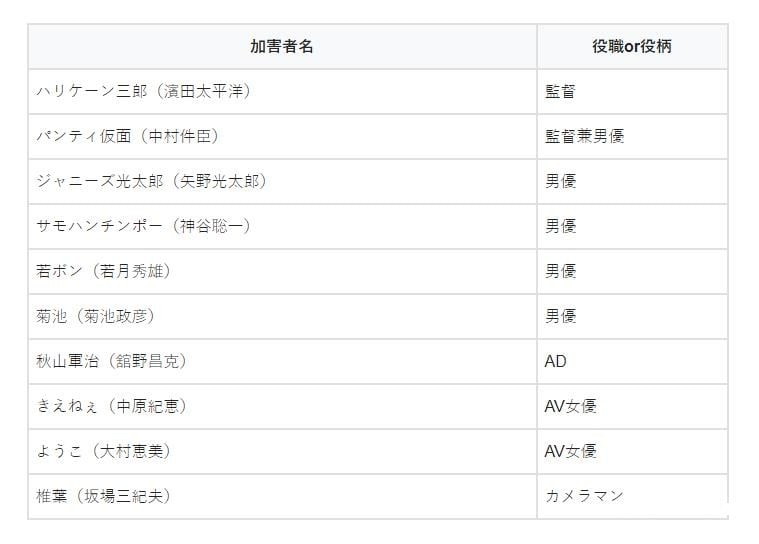 加害者名 役職or役柄
ハリケーン三郎（濱田太平洋） 監督
パンティ仮面（中村件臣） 監督兼男優
ジャニーズ光太郎（矢野光太郎） 男優
サモハンチンポー（神谷聡一） 男優
若ボン（若月秀雄） 男優
菊池（菊池政彦） 男優
秋山軍治（舘野昌克） AD
きえねぇ（中原紀恵） AV女優
ようこ（大村恵美） AV女優
椎葉（坂場三紀夫） カメラマン